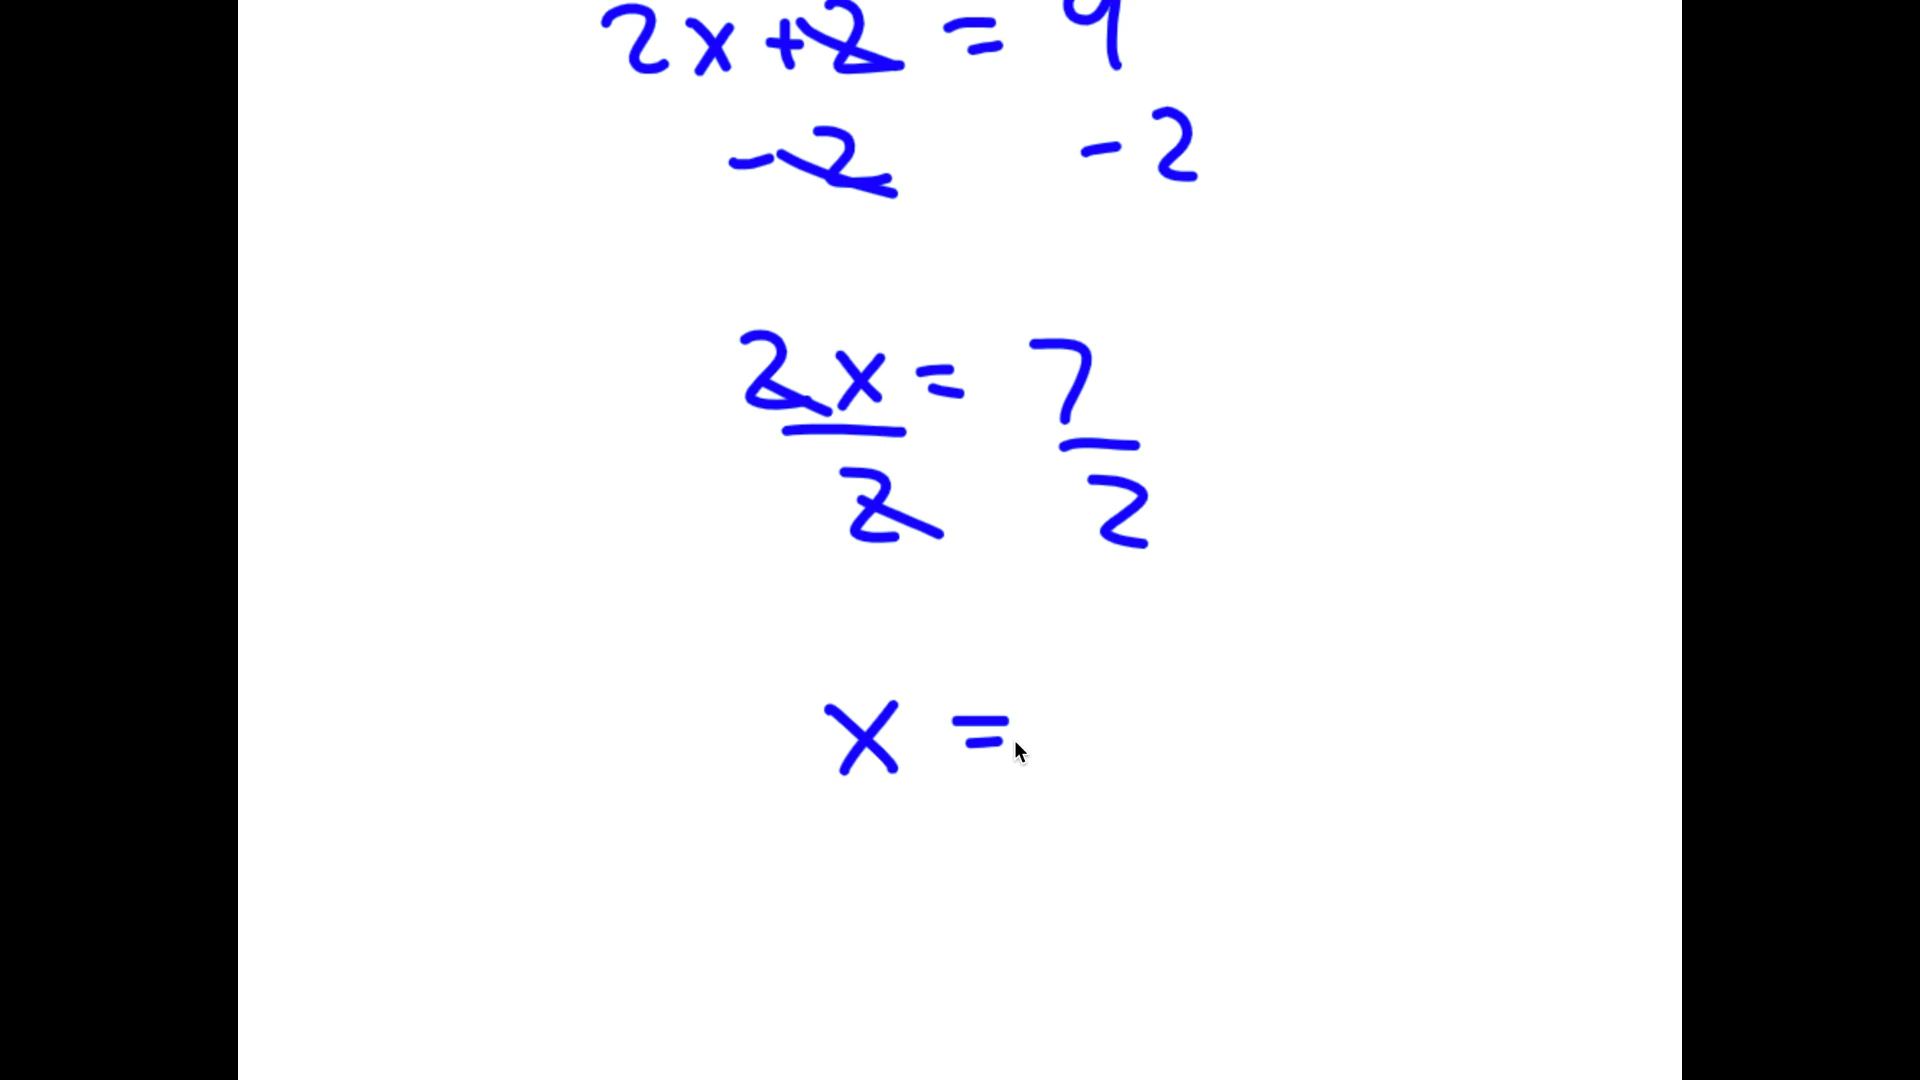 2x + 2 = 9
- 2 - 2
2x = 7
2 2
x =